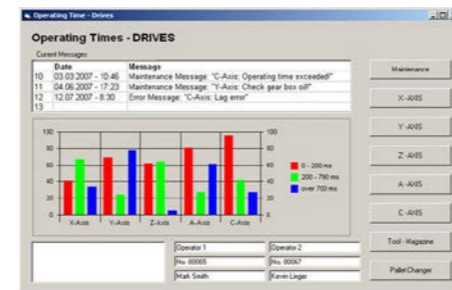 Operating Time - Drives
Operating Times - DRIVES
Current Messages
Date Message
10 03.03.2007 - 10:46 Maintenance Message: "C-Axis: Operating time exceeded!"
11 04.06.2007 - 17:23 Maintenance Message: "Y-Axis: Check gear box oil!"
12 12.07.2007 - 8:30 Error Message: "C-Axis: Lag error"
13
Maintenance
X - AXIS
Y - AXIS
Z - AXIS
A - AXIS
C - AXIS
Tool - Magazine
Pallet Changer
100 100
80 80
60 60
40 40
20 20
0 0
X-Axis Y-Axis Z-Axis A-Axis C-Axis
0 - 200 ms
200 - 700 ms
over 700 ms
Operator 1 Operator 2
No. 80065 No. 80067
Mark Smith Kevin Linger